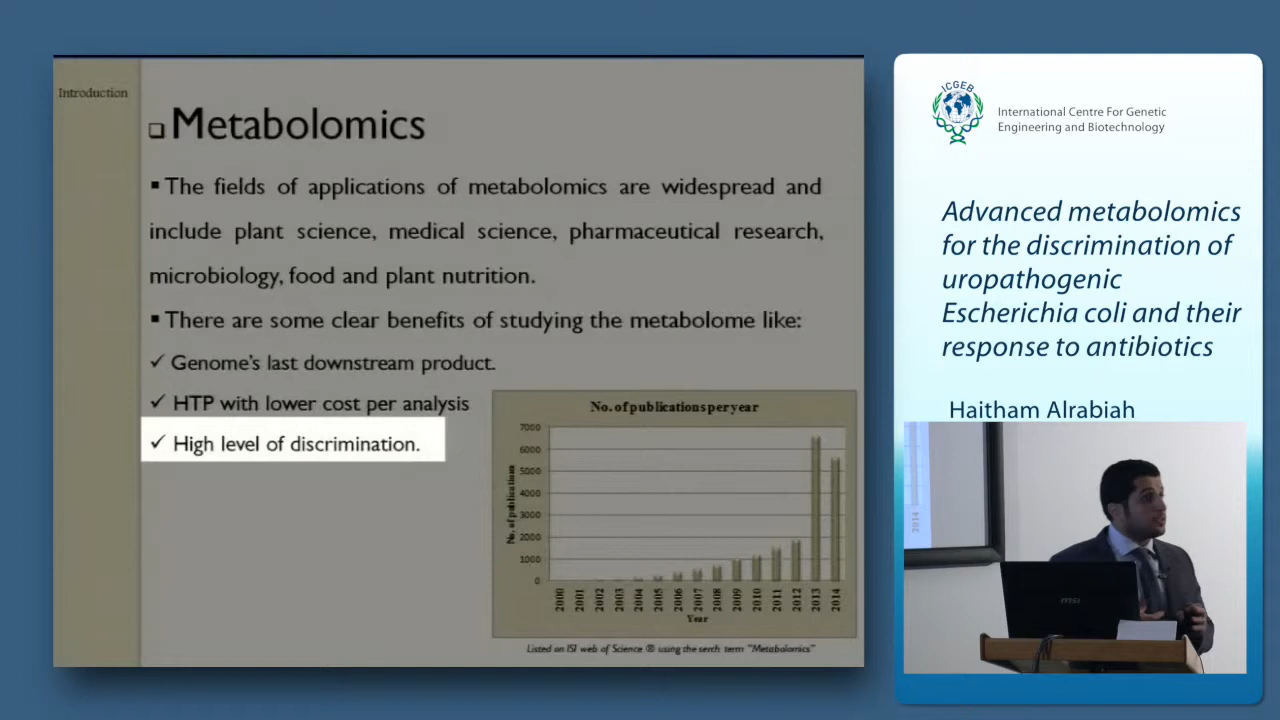 Introduction
Metabolomics
The fields of applications of metabolomics are widespread and
include plant science, medical science, pharmaceutical research,
microbiology, food and plant nutrition.
There are some clear benefits of studying the metabolome like:
Genome's last downstream product.
HTP with lower cost per analysis
High level of discrimination.
No. of publications per year
7000
6000
5000
4000
3000
2000
1000
0
No. of publications
2000 2001 2002 2003 2004 2005 2006 2007 2008 2009 2010 2011 2012 2013 2014
Year
Listed on ISI web of Science ® using the serch term "Metabolomics"
ICGEB
International Centre For Genetic
Engineering and Biotechnology
Advanced metabolomics
for the discrimination of
uropathogenic
Escherichia coli and their
response to antibiotics
Haitham Alrabiah
2014
msi